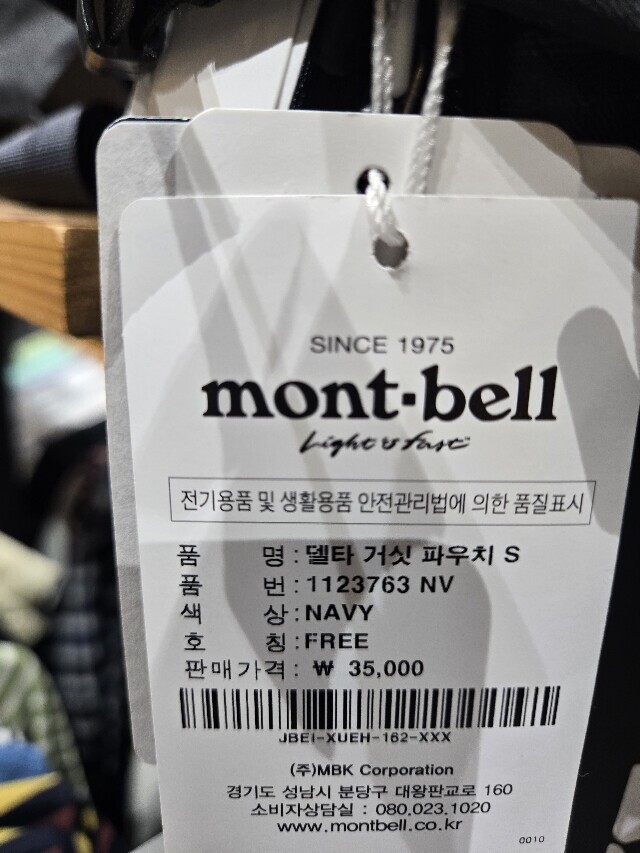 SINCE 1975
mont-bell
Light & Fast
전기용품 및 생활용품 안전관리법에 의한 품질표시
품 명 : 델타 거싯 파우치 S
품 번 : 1123763 NV
색 상 : NAVY
호 칭 : FREE
판매가격 : ₩ 35,000
JBEI-XUEH-162-XXX
(주)MBK Corporation
경기도 성남시 분당구 대왕판교로 160
소비자상담실 : 080.023.1020
www.montbell.co.kr
0010